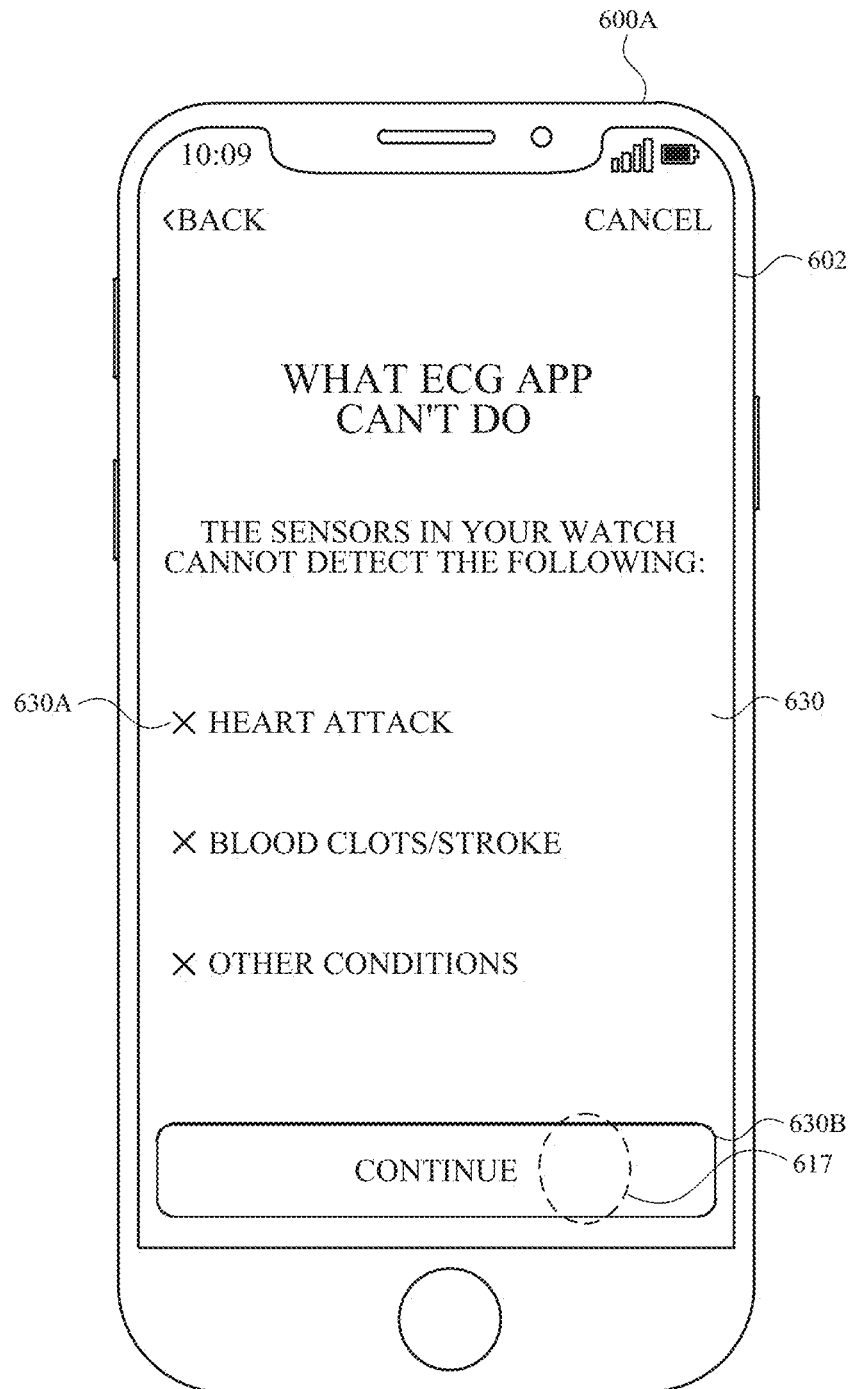 600A
10:09
<BACK CANCEL
602
WHAT ECG APP
CAN'T DO
THE SENSORS IN YOUR WATCH
CANNOT DETECT THE FOLLOWING:
630A
× HEART ATTACK
630
× BLOOD CLOTS/STROKE
× OTHER CONDITIONS
630B
CONTINUE
617